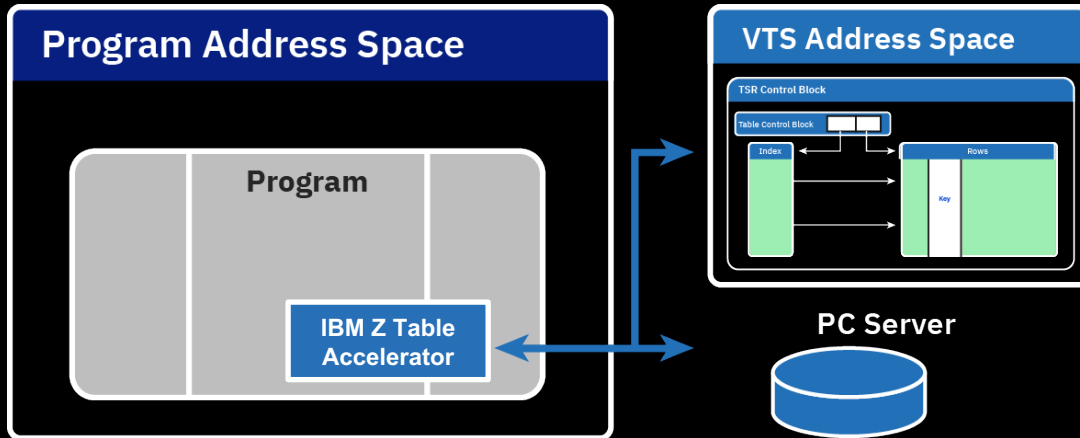 Program Address Space
Program
IBM Z Table
Accelerator
VTS Address Space
TSR Control Block
Table Control Block
Index
Rows
Key
PC Server